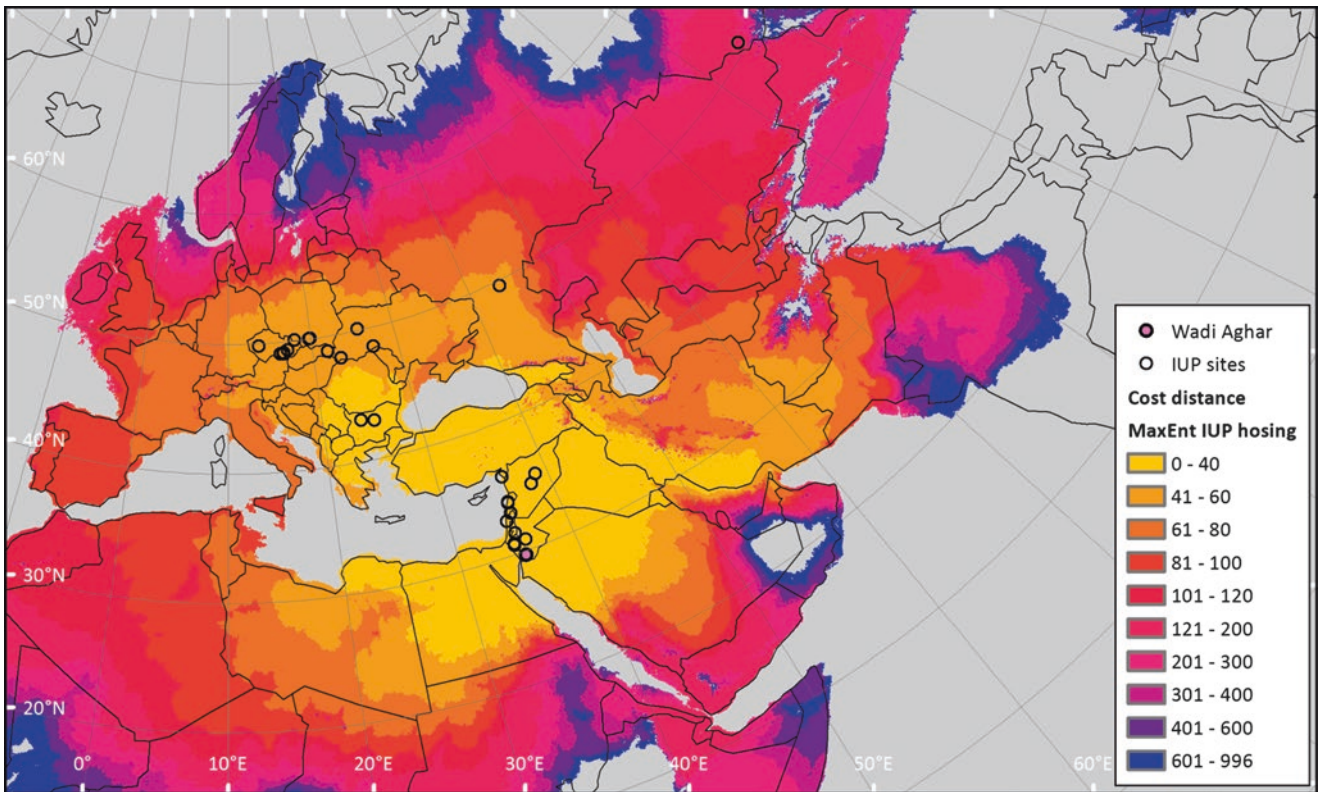 60°N
50°N
40°N
30°N
20°N
0°
10°E
20°E
30°E
40°E
50°E
60°E
Wadi Aghar
IUP sites
Cost distance
MaxEnt IUP hosing
0 - 40
41 - 60
61 - 80
81 - 100
101 - 120
121 - 200
201 - 300
301 - 400
401 - 600
601 - 996